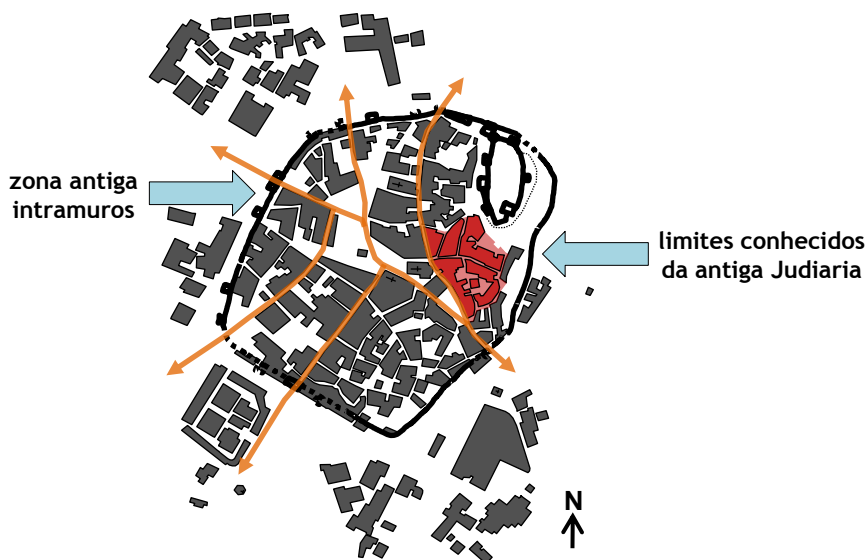 zona antiga
intramuros
limites conhecidos
da antiga Judiaria
N